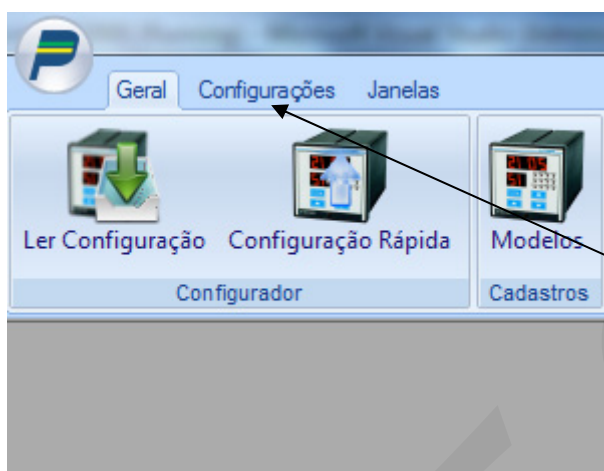 Geral Configurações Janelas
Ler Configuração Configuração Rápida Modelos
Configurador Cadastros